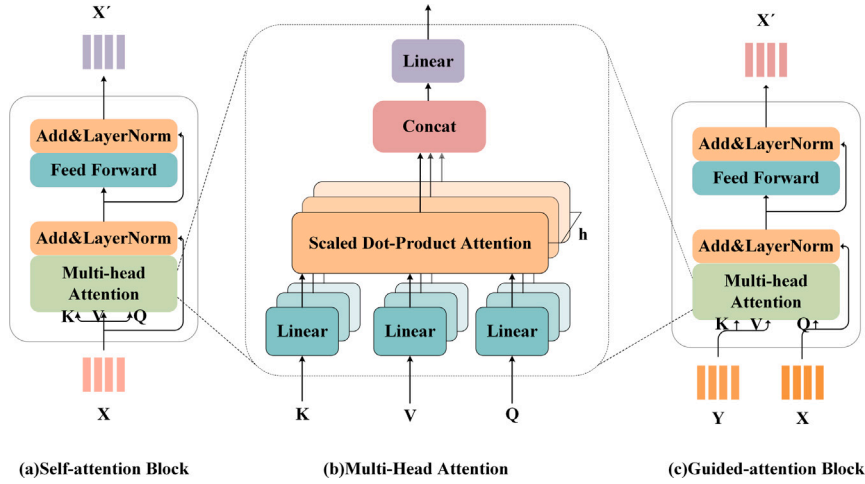 X´
Add&LayerNorm
Feed Forward
Add&LayerNorm
Multi-head
Attention
K V Q
X
(a)Self-attention Block
Linear
Concat
Scaled Dot-Product Attention
h
Linear Linear Linear
K V Q
(b)Multi-Head Attention
X´
Add&LayerNorm
Feed Forward
Add&LayerNorm
Multi-head
Attention
K V Q
Y X
(c)Guided-attention Block